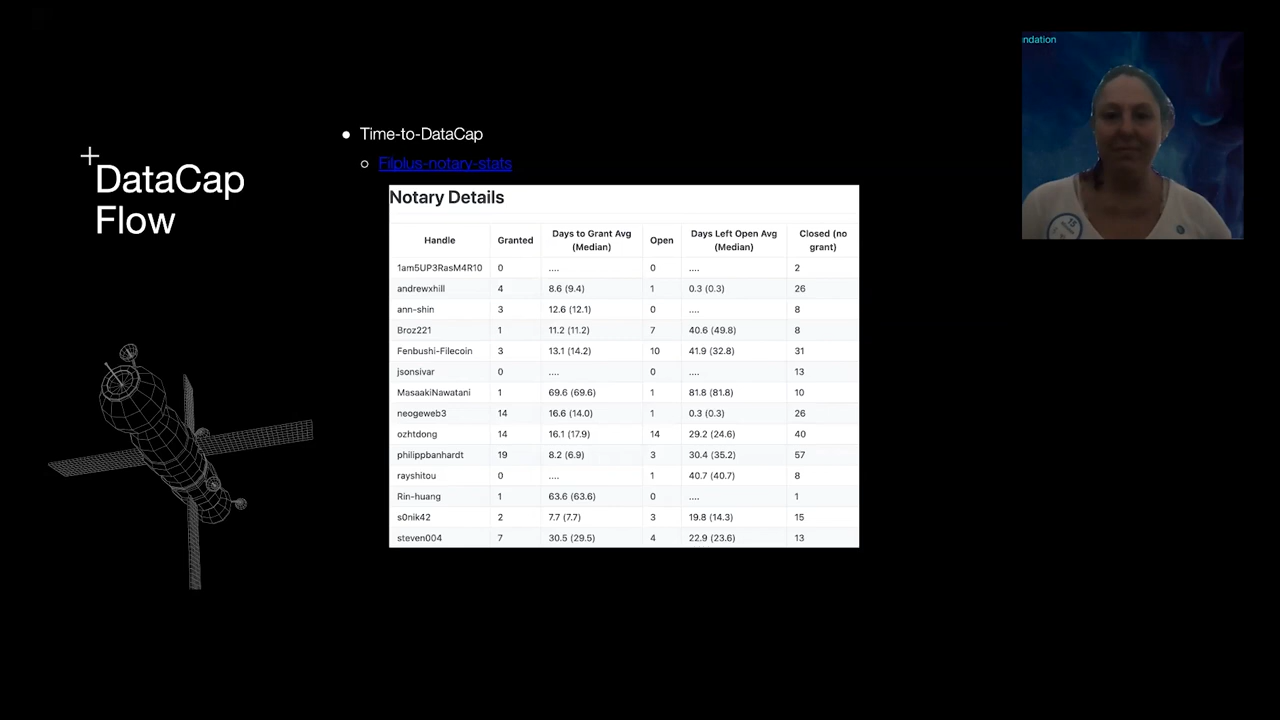 ndation
DataCap
Flow
Time-to-DataCap
Filplus-notary-stats
Notary Details
Handle Granted Days to Grant Avg (Median) Open Days Left Open Avg (Median) Closed (no grant)
1am5UP3RasM4R10 0 .... 0 .... 2
andrewxhill 4 8.6 (9.4) 1 0.3 (0.3) 26
ann-shin 3 12.6 (12.1) 0 .... 8
Broz221 1 11.2 (11.2) 7 40.6 (49.8) 8
Fenbushi-Filecoin 3 13.1 (14.2) 10 41.9 (32.8) 31
jsonsivar 0 .... 0 .... 13
MasaakiNawatani 1 69.6 (69.6) 1 81.8 (81.8) 10
neogeweb3 14 16.6 (14.0) 1 0.3 (0.3) 26
ozhtdong 14 16.1 (17.9) 14 29.2 (24.6) 40
philippbanhardt 19 8.2 (6.9) 3 30.4 (35.2) 57
rayshitou 0 .... 1 40.7 (40.7) 8
Rin-huang 1 63.6 (63.6) 0 .... 1
s0nik42 2 7.7 (7.7) 3 19.8 (14.3) 15
steven004 7 30.5 (29.5) 4 22.9 (23.6) 13
15